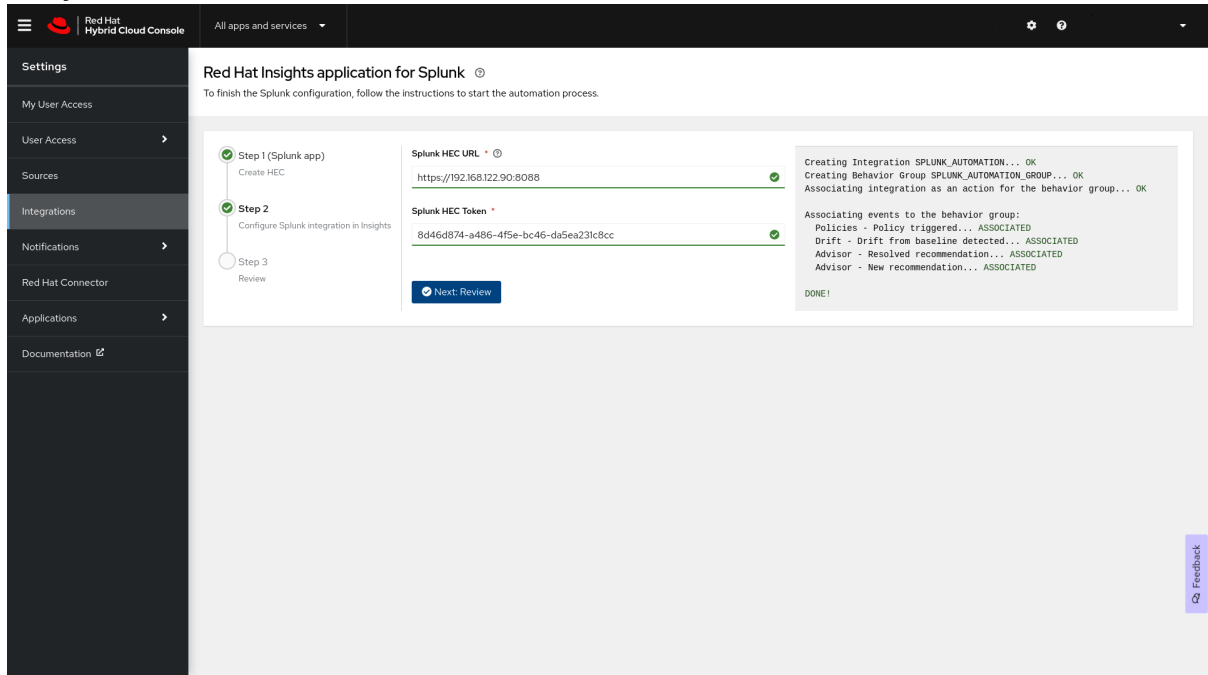 Red Hat
Hybrid Cloud Console
All apps and services
Settings
My User Access
User Access
Sources
Integrations
Notifications
Red Hat Connector
Applications
Documentation
Red Hat Insights application for Splunk
To finish the Splunk configuration, follow the instructions to start the automation process.
Step 1 (Splunk app)
Create HEC
Step 2
Configure Splunk integration in Insights
Step 3
Review
Splunk HEC URL *
https://192.168.122.90:8088
Splunk HEC Token *
8d46d874-a486-4f5e-bc46-da5ea231c8cc
Next: Review
Creating Integration SPLUNK_AUTOMATION... OK
Creating Behavior Group SPLUNK_AUTOMATION_GROUP... OK
Associating integration as an action for the behavior group... OK
Associating events to the behavior group:
Policies - Policy triggered... ASSOCIATED
Drift - Drift from baseline detected... ASSOCIATED
Advisor - Resolved recommendation... ASSOCIATED
Advisor - New recommendation... ASSOCIATED
DONE!
Feedback